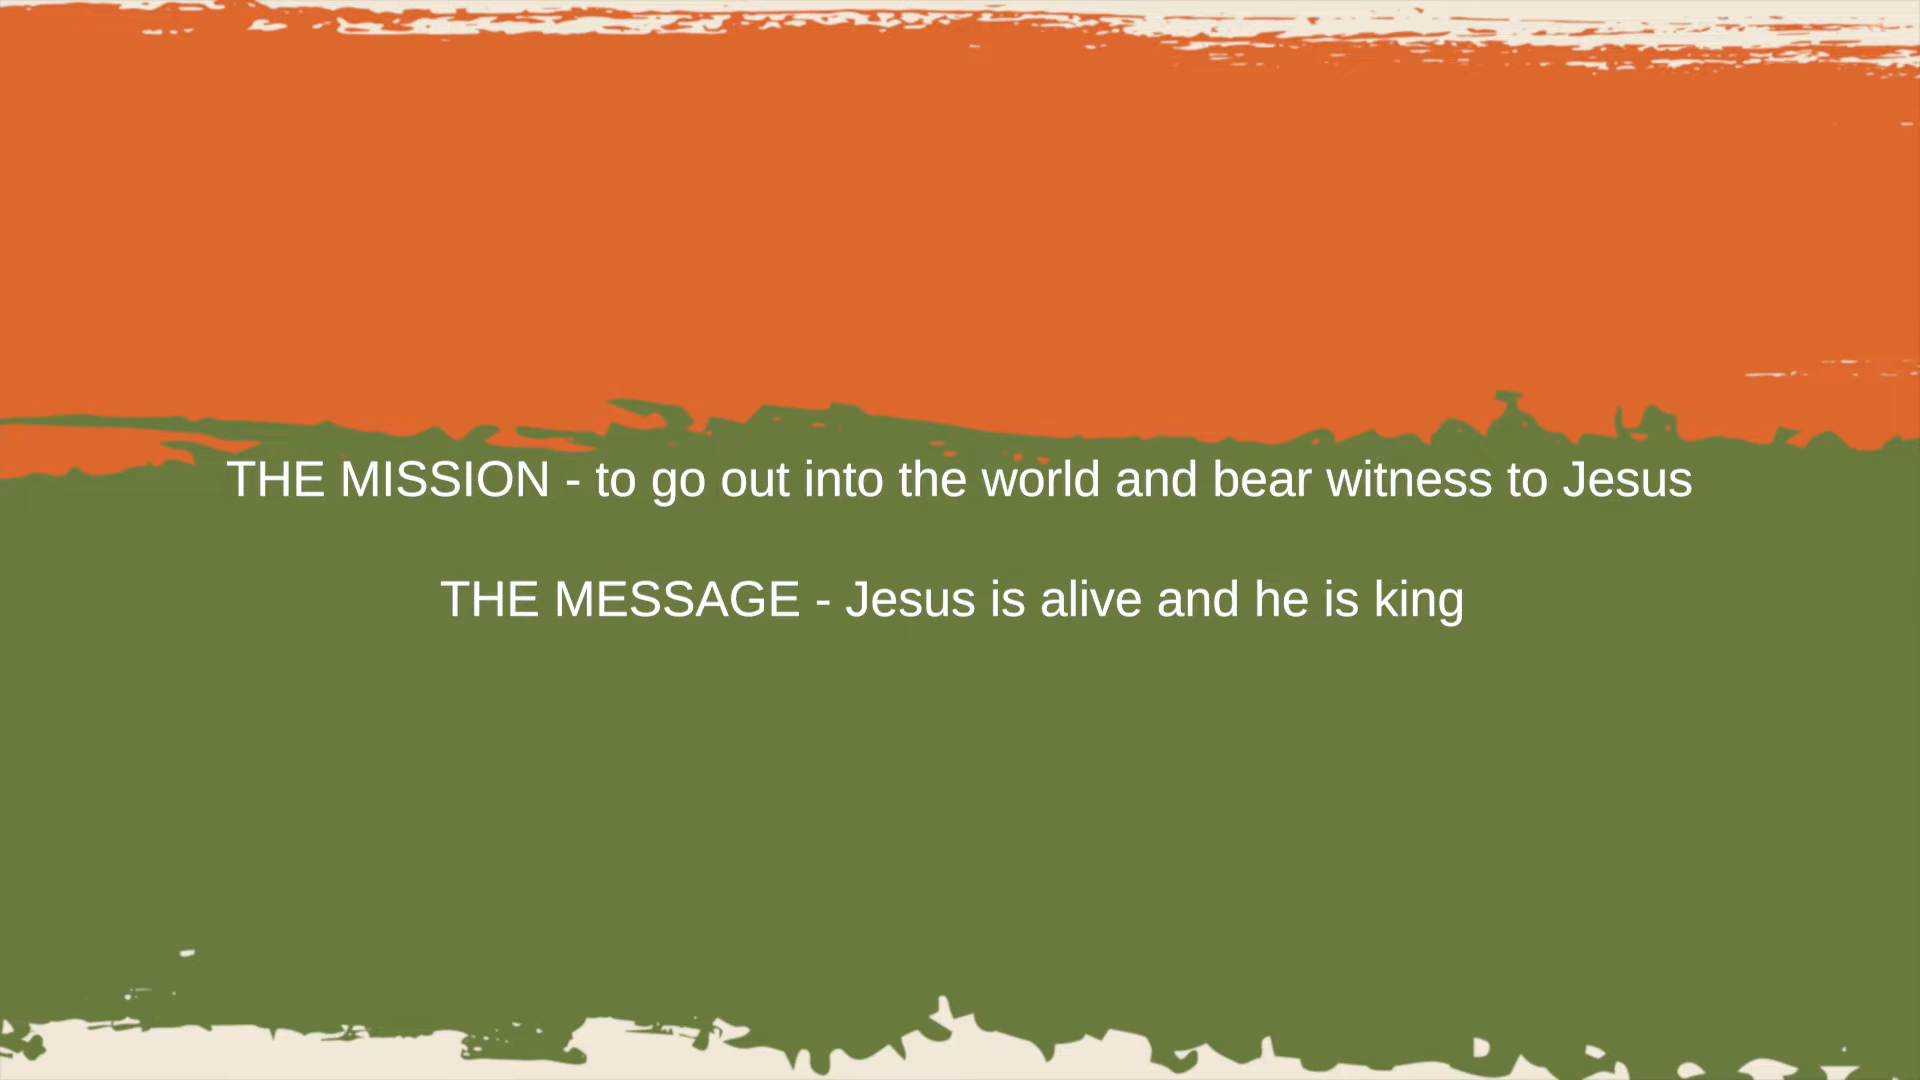 THE MISSION - to go out into the world and bear witness to Jesus
THE MESSAGE - Jesus is alive and he is king